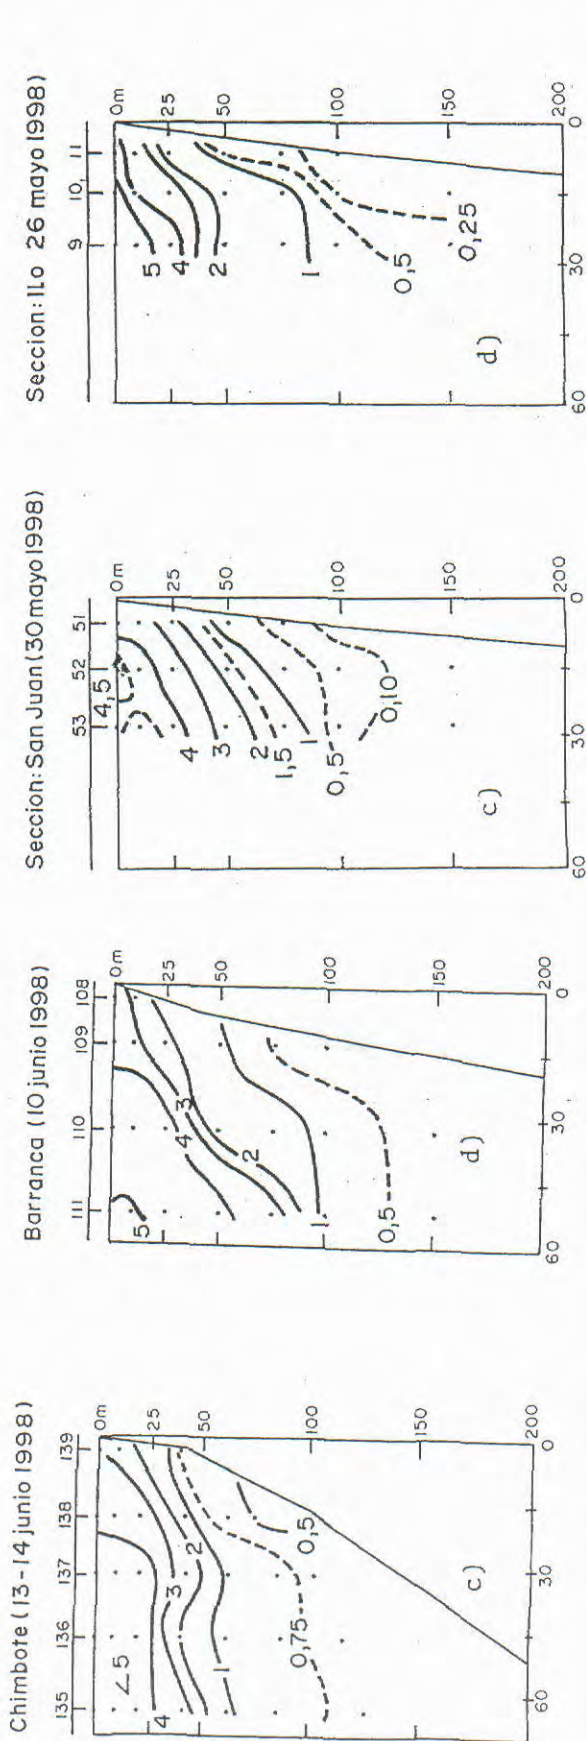 Chimbote (13-14 junio 1998)
135 136 137 138 139
0m
25
50
100
150
200
<5
4
3
2
1
0,75
0,5
c)
60 30 0
Barranca (10 junio 1998)
111 110 109 108
0m
25
50
100
150
200
5
4
3
2
1
0,5
d)
60 30 0
Seccion: San Juan (30 mayo 1998)
53 52 51
0m
25
50
100
150
200
4,5
4
3
2
1,5
1
0,5
0,10
c)
60 30 0
Seccion: Ilo 26 mayo 1998)
9 10 11
0m
25
50
100
150
200
5
4
2
1
0,5
0,25
d)
60 30 0